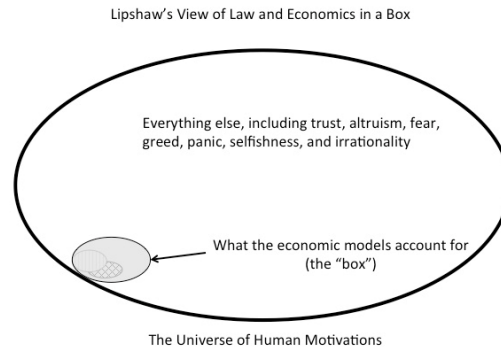 Lipshaw's View of Law and Economics in a Box
Everything else, including trust, altruism, fear,
greed, panic, selfishness, and irrationality
What the economic models account for
(the "box")
The Universe of Human Motivations